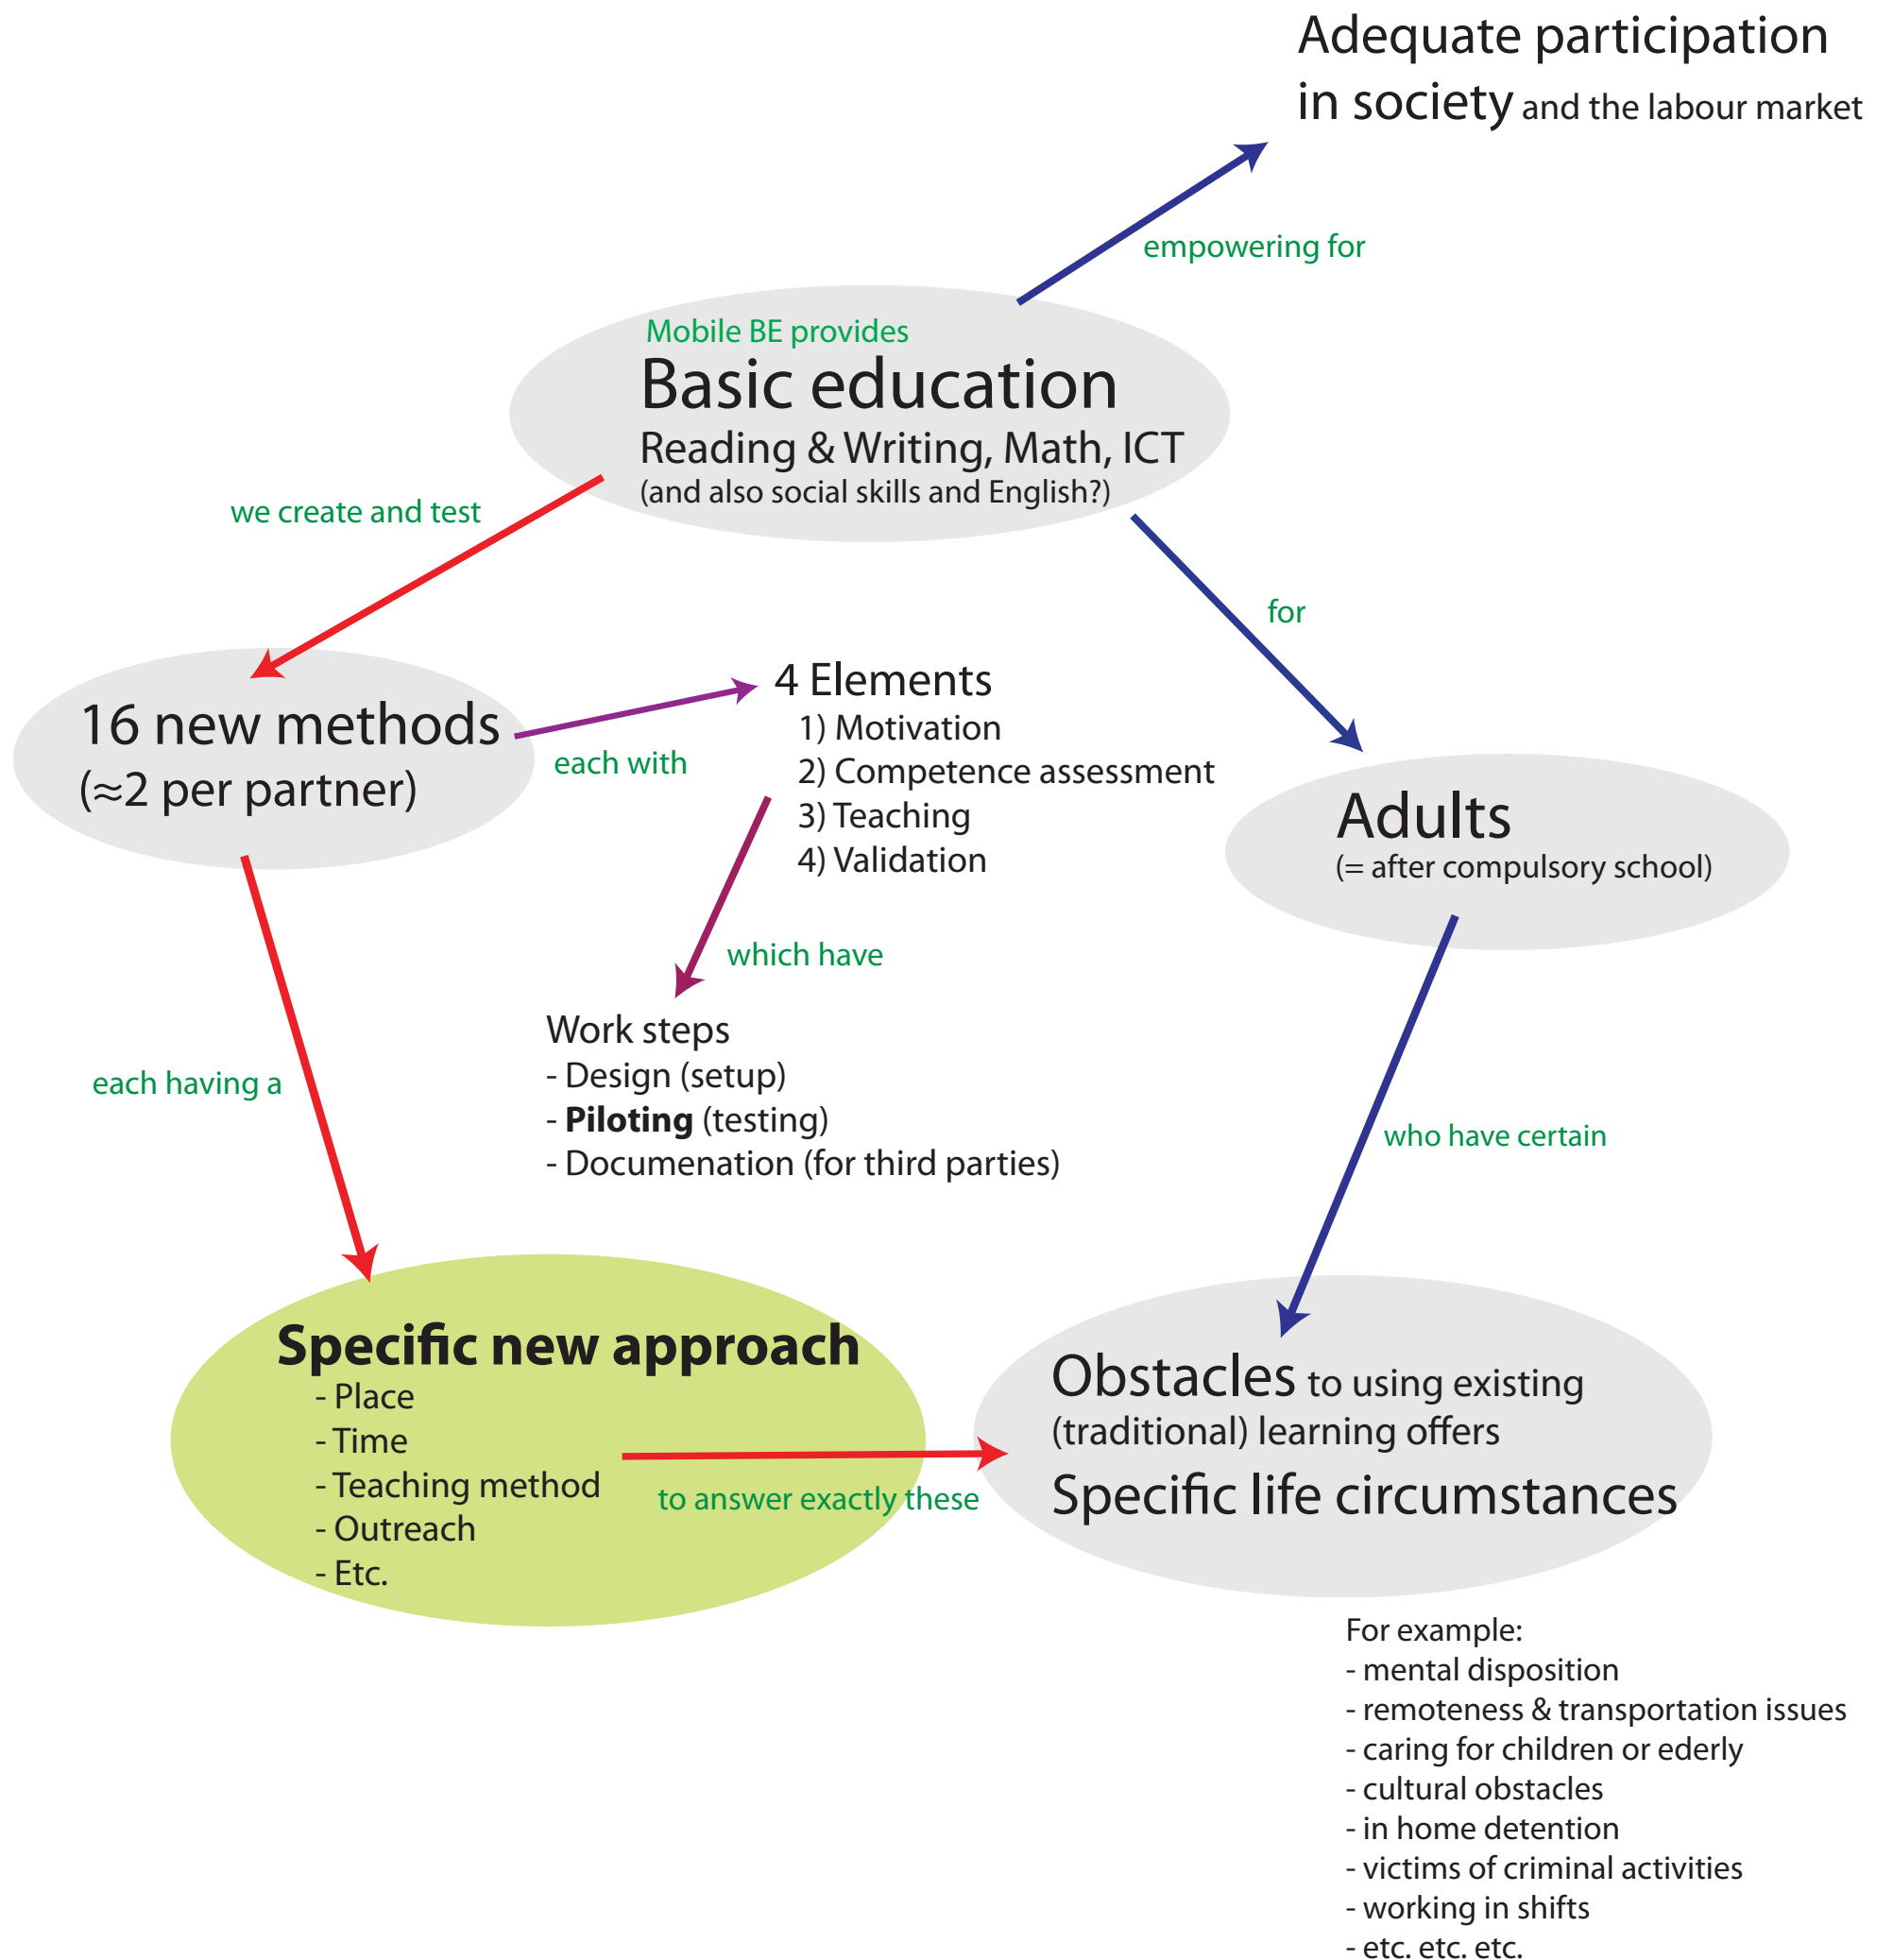 Adequate participation
in society and the labour market
empowering for
Mobile BE provides
Basic education
Reading & Writing, Math, ICT
(and also social skills and English?)
we create and test
for
16 new methods
(≈2 per partner)
each with
4 Elements
1) Motivation
2) Competence assessment
3) Teaching
4) Validation
Adults
(= after compulsory school)
which have
Work steps
- Design (setup)
- Piloting (testing)
- Documenation (for third parties)
each having a
who have certain
Specific new approach
- Place
- Time
- Teaching method
- Outreach
- Etc.
to answer exactly these
Obstacles to using existing
(traditional) learning offers
Specific life circumstances
For example:
- mental disposition
- remoteness & transportation issues
- caring for children or ederly
- cultural obstacles
- in home detention
- victims of criminal activities
- working in shifts
- etc. etc. etc.